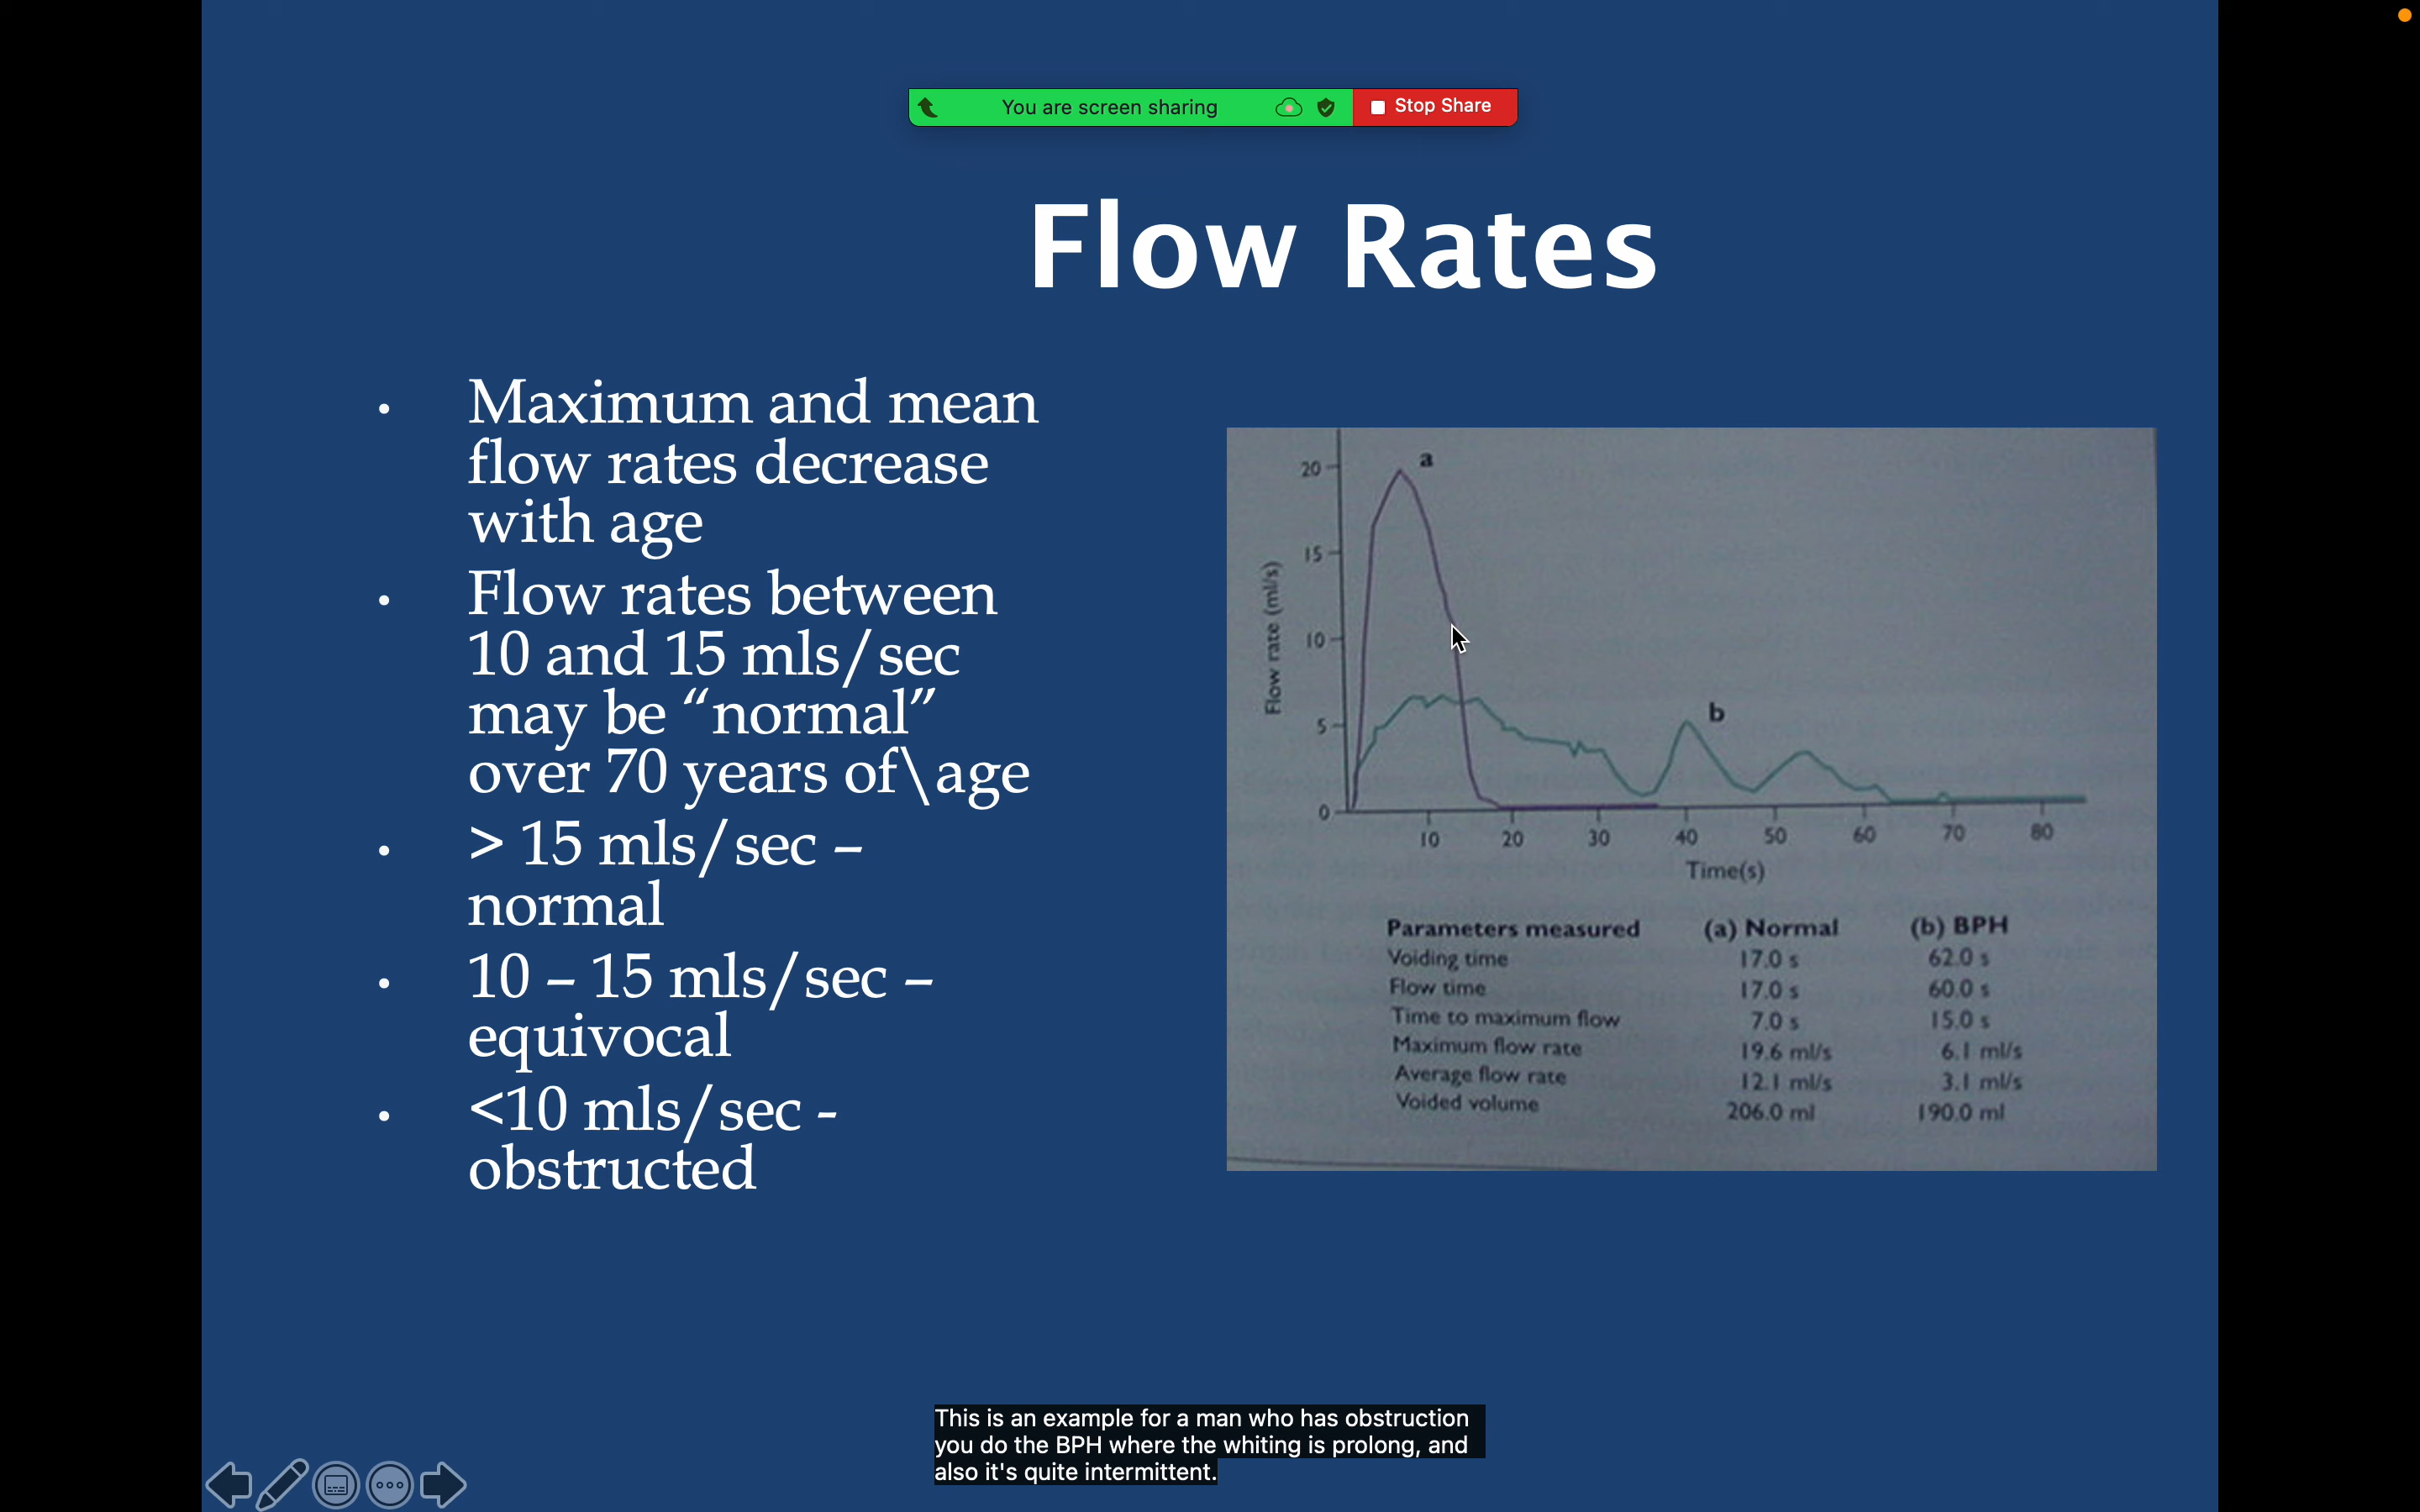 You are screen sharing
Stop Share
Flow Rates
• Maximum and mean
flow rates decrease
with age
• Flow rates between
10 and 15 mls/sec
may be “normal”
over 70 years of\age
• > 15 mls/sec –
normal
• 10 – 15 mls/sec –
equivocal
• <10 mls/sec -
obstructed
Flow rate (ml/s)
20
15
10
5
0
a
b
10 20 30 40 50 60 70 80
Time(s)
Parameters measured (a) Normal (b) BPH
Voiding time 17.0 s 62.0 s
Flow time 17.0 s 60.0 s
Time to maximum flow 7.0 s 15.0 s
Maximum flow rate 19.6 ml/s 6.1 ml/s
Average flow rate 12.1 ml/s 3.1 ml/s
Voided volume 206.0 ml 190.0 ml
This is an example for a man who has obstruction
you do the BPH where the whiting is prolong, and
also it's quite intermittent.